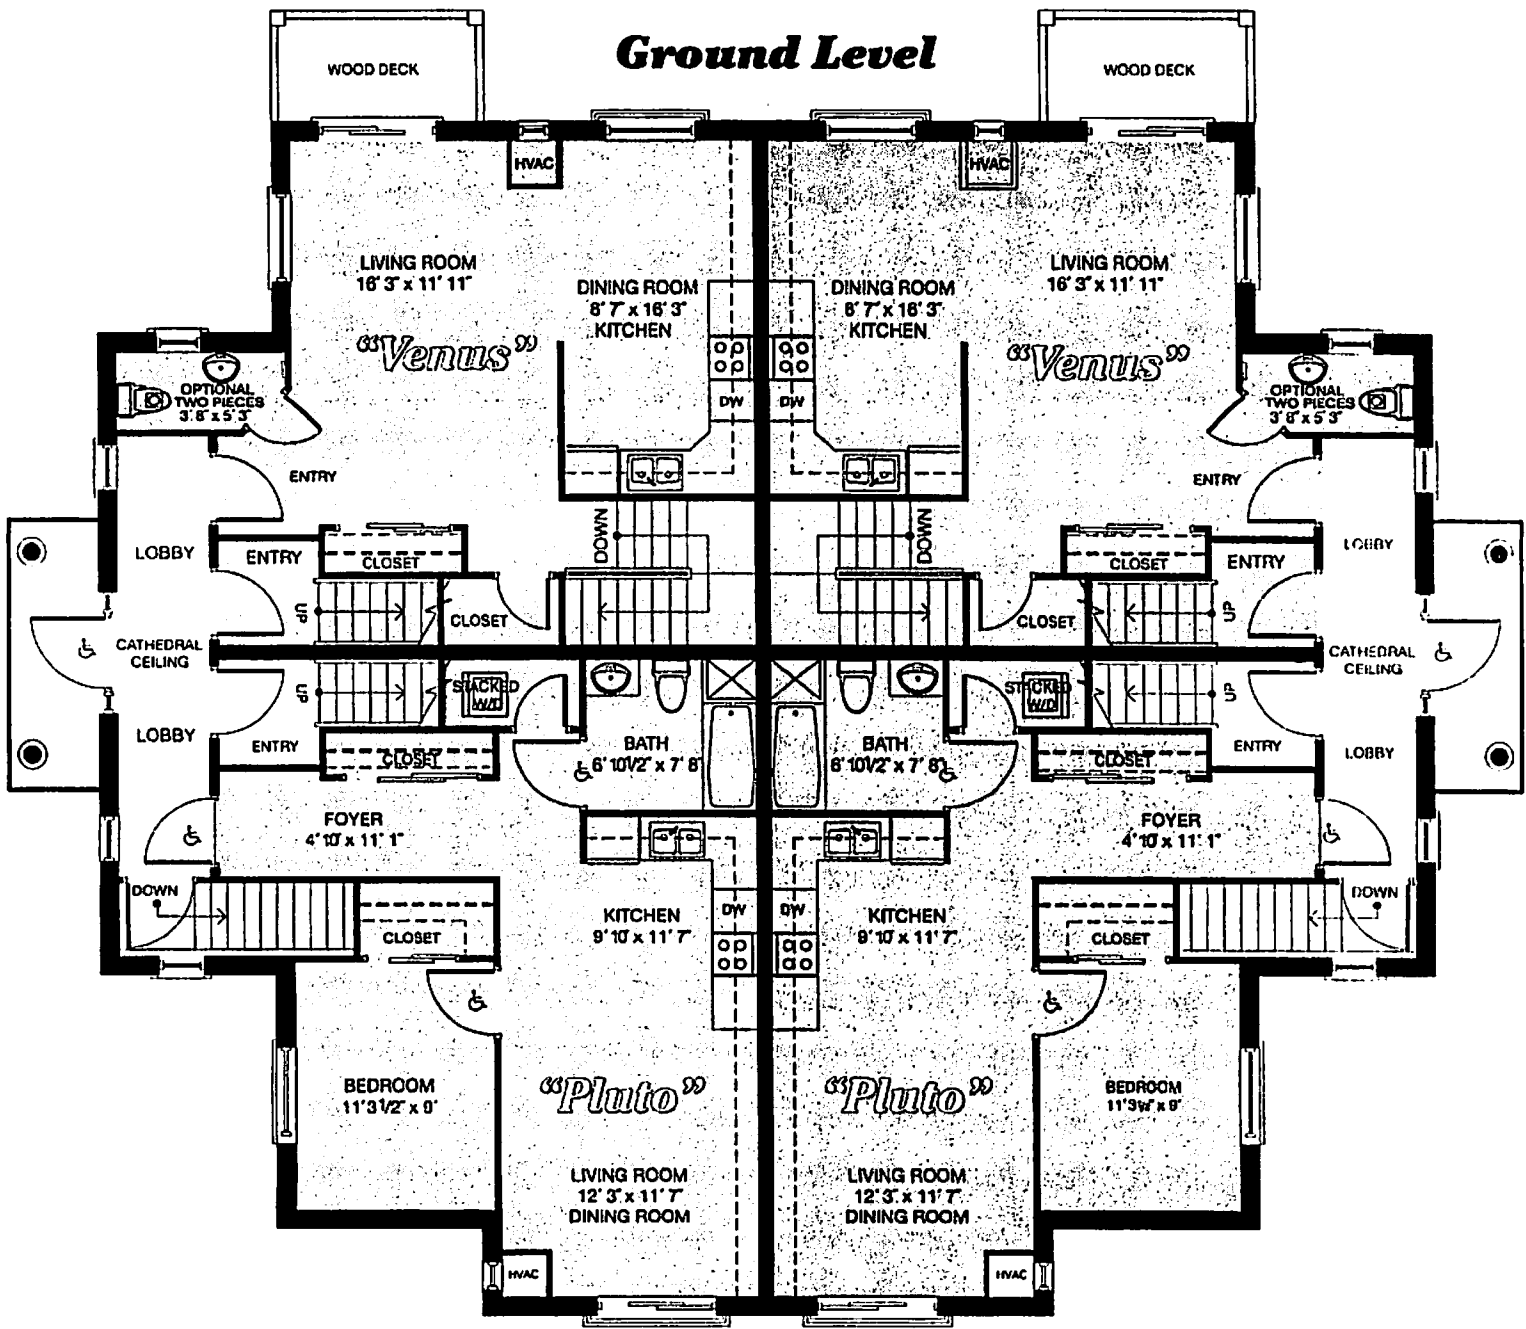 Ground Level
WOOD DECK
WOOD DECK
HVAC
HVAC
LIVING ROOM
16' 3" x 11' 11"
DINING ROOM
8' 7" x 16' 3"
KITCHEN
DINING ROOM
8' 7" x 16' 3"
KITCHEN
LIVING ROOM
16' 3" x 11' 11"
“Venus”
“Venus”
OPTIONAL
TWO PIECES
3' 8" x 5' 3"
DW
DW
OPTIONAL
TWO PIECES
3' 8" x 5' 3"
ENTRY
ENTRY
LOBBY
ENTRY
CLOSET
DOWN
DOWN
CLOSET
ENTRY
LOBBY
UP
CLOSET
CLOSET
UP
CATHEDRAL
CEILING
CATHEDRAL
CEILING
UP
STACKED
W/D
STACKED
W/D
UP
LOBBY
ENTRY
CLOSET
BATH
6' 10 1/2" x 7' 8"
BATH
6' 10 1/2" x 7' 8"
CLOSET
ENTRY
LOBBY
FOYER
4' 10" x 11' 1"
FOYER
4' 10" x 11' 1"
DOWN
CLOSET
KITCHEN
9' 10" x 11' 7"
DW
DW
KITCHEN
9' 10" x 11' 7"
CLOSET
DOWN
BEDROOM
11' 3 1/2" x 9'
“Pluto”
“Pluto”
BEDROOM
11' 3 1/2" x 9'
LIVING ROOM
12' 3" x 11' 7"
DINING ROOM
LIVING ROOM
12' 3" x 11' 7"
DINING ROOM
HVAC
HVAC